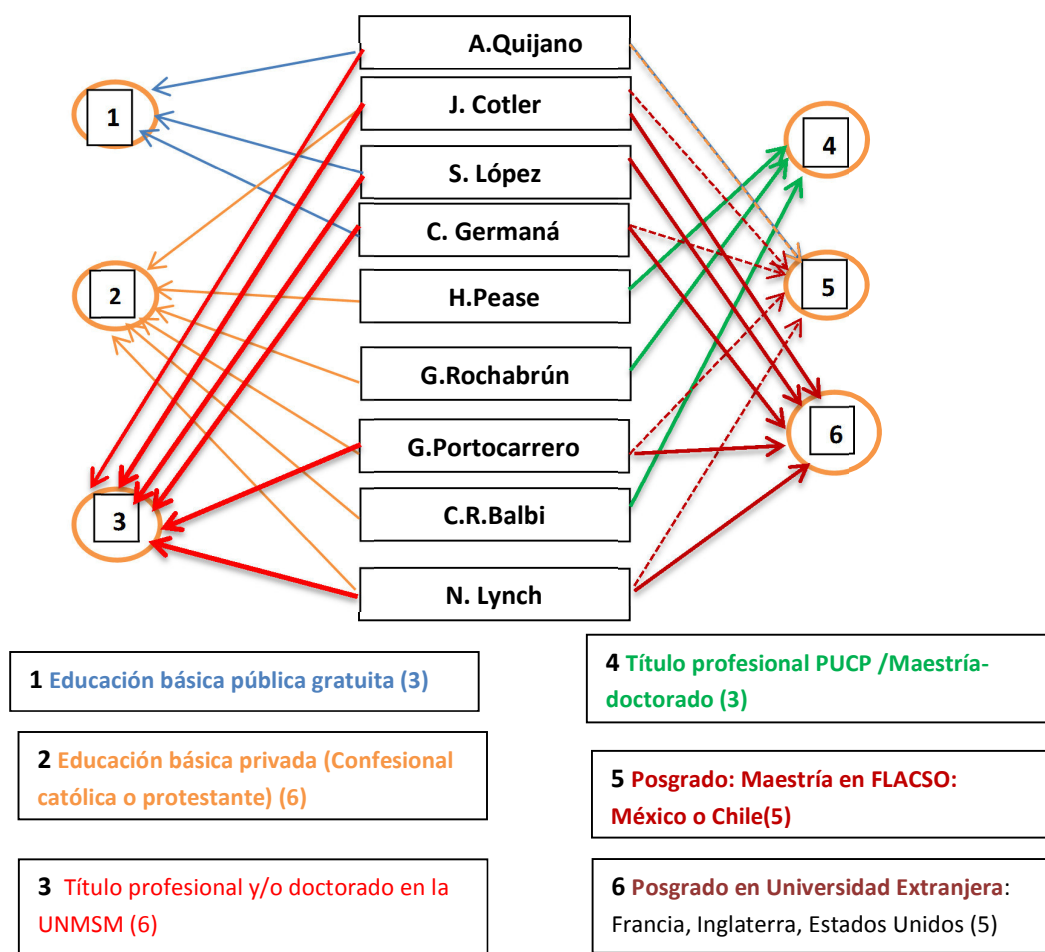 A.Quijano
J. Cotler
1
4
S. López
C. Germaná
2
H.Pease
5
G.Rochabrún
G.Portocarrero
6
C.R.Balbi
3
N. Lynch
1 Educación básica pública gratuita (3)
2 Educación básica privada (Confesional
católica o protestante) (6)
3 Título profesional y/o doctorado en la
UNMSM (6)
4 Título profesional PUCP /Maestría-
doctorado (3)
5 Posgrado: Maestría en FLACSO:
México o Chile(5)
6 Posgrado en Universidad Extranjera:
Francia, Inglaterra, Estados Unidos (5)